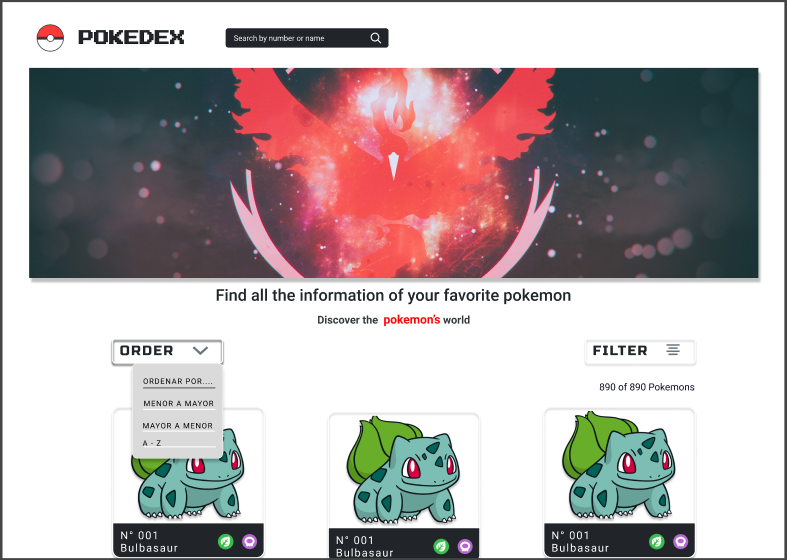 POKEDEX
Search by number or name
Find all the information of your favorite pokemon
Discover the pokemon's world
ORDER
FILTER
ORDENAR POR....
890 of 890 Pokemons
MENOR A MAYOR
MAYOR A MENOR
A - Z
N° 001
Bulbasaur
N° 001
Bulbasaur
N° 001
Bulbasaur